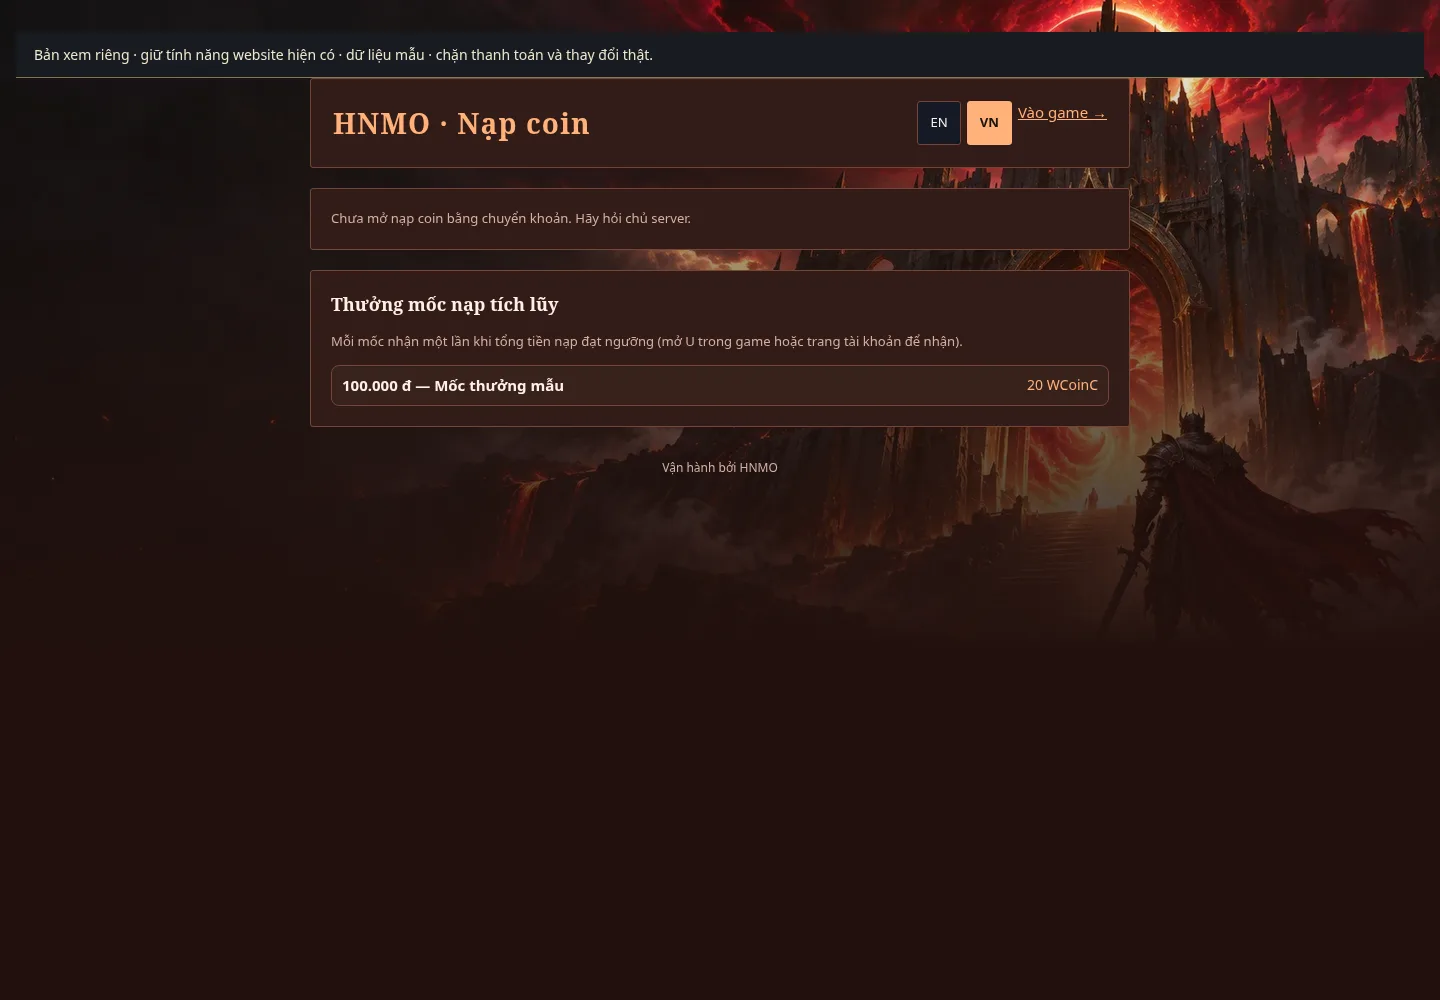 Bản xem riêng · giữ tính năng website hiện có · dữ liệu mẫu · chặn thanh toán và thay đổi thật.
HNMO · Nạp coin
EN
VN
Vào game →
Chưa mở nạp coin bằng chuyển khoản. Hãy hỏi chủ server.
Thưởng mốc nạp tích lũy
Mỗi mốc nhận một lần khi tổng tiền nạp đạt ngưỡng (mở U trong game hoặc trang tài khoản để nhận).
100.000 đ — Mốc thưởng mẫu
20 WCoinC
Vận hành bởi HNMO